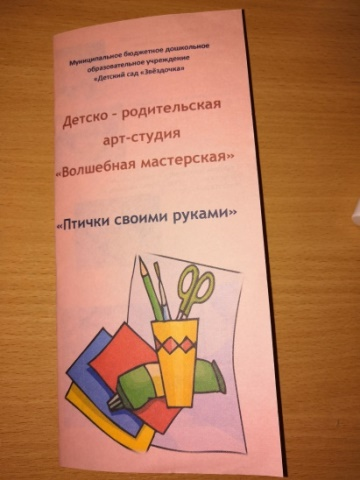 Муниципальное бюджетное дошкольное
образовательное учреждение
«Детский сад «Звёздочка»
Детско - родительская
арт-студия
«Волшебная мастерская»
«Птички своими руками»